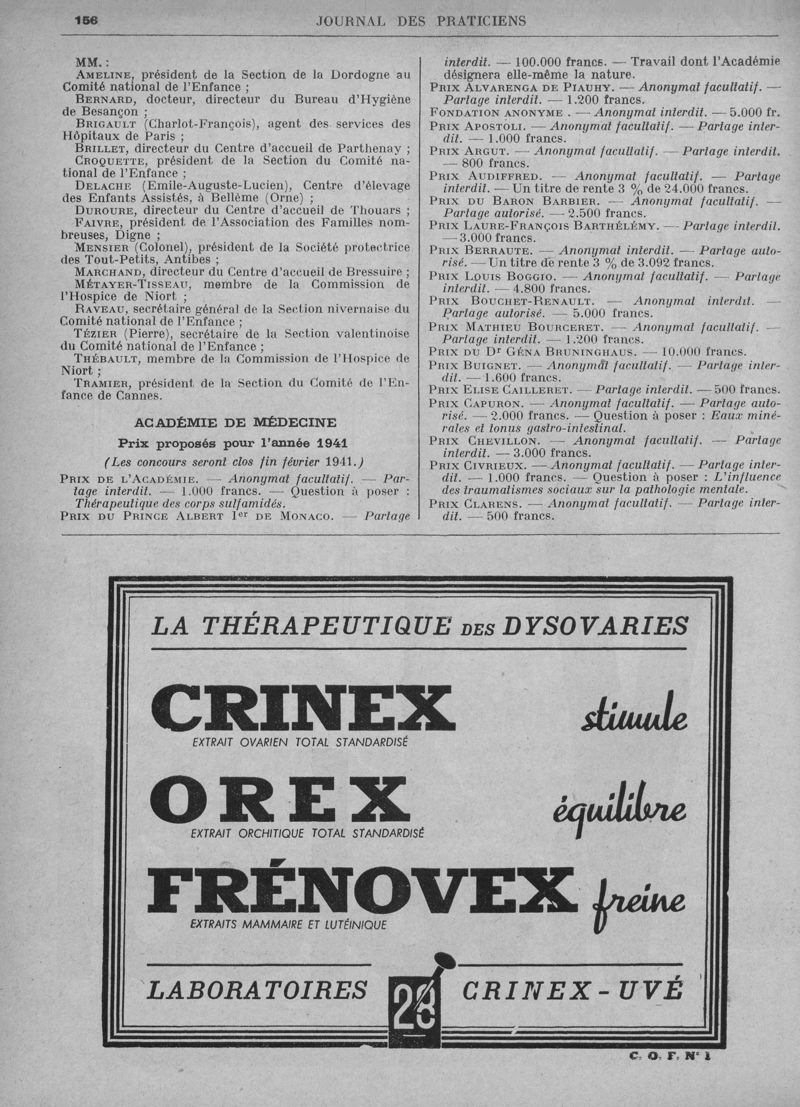 156
JOURNAL DES PRATICIENS
MM. :
AMELINE, président de la Section de la Dordogne au
Comité national de l'Enfance ;
BERNARD, docteur, directeur du Bureau d'Hygiène
de Besançon ;
BRIGAULT (Charlot-François), agent des services des
Hôpitaux de Paris ;
BRILLET, directeur du Centre d'accueil de Parthenay ;
CROQUETTE, président de la Section du Comité na-
tional de l'Enfance ;
DELACHE (Emile-Auguste-Lucien), Centre d'élevage
des Enfants Assistés, à Bellème (Orne) ;
DUROURE, directeur du Centre d'accueil de Thouars ;
FAIVRE, président de l'Association des Familles nom-
breuses, Digne ;
MENSIER (Colonel), président de la Société protectrice
des Tout-Petits, Antibes ;
MARCHAND, directeur du Centre d'accueil de Bressuire ;
MÉTAYER-TISSEAU, membre de la Commission de
l'Hospice de Niort ;
RAVEAU, secrétaire général de la Section nivernaise du
Comité national de l'Enfance ;
TÉZIER (Pierre), secrétaire de la Section valentinoise
du Comité national de l'Enfance ;
THÉBAULT, membre de la Commission de l'Hospice de
Niort ;
TRAMIER, président de la Section du Comité de l'En-
fance de Cannes.
ACADÉMIE DE MÉDECINE
Prix proposés pour l'année 1941
(Les concours seront clos fin février 1941.)
PRIX DE L'ACADÉMIE. — Anonymat facultatif. — Par-
tage interdit. — 1.000 francs. — Question à poser :
Thérapeutique des corps sulfamidés.
PRIX DU PRINCE ALBERT Ier DE MONACO. — Partage
interdit. — 100.000 francs. — Travail dont l'Académie
désignera elle-même la nature.
PRIX ALVARENGA DE PIAUHY. — Anonymat facultatif. —
Partage interdit. — 1.200 francs.
FONDATION ANONYME . — Anonymat interdit. — 5.000 fr.
PRIX APOSTOLI. — Anonymat facultatif. — Partage inter-
dit. — 1.000 francs.
PRIX ARGUT. — Anonymat facultatif. — Partage interdit.
— 800 francs.
PRIX AUDIFFRED. — Anonymat facultatif. — Partage
interdit. — Un titre de rente 3 % de 24.000 francs.
PRIX DU BARON BARBIER. — Anonymat facultatif. —
Partage autorisé. — 2.500 francs.
PRIX LAURE-FRANÇOIS BARTHÉLÉMY. — Partage interdit.
— 3.000 francs.
PRIX BERRAUTE. — Anonymat interdit. — Partage auto-
risé. — Un titre de rente 3 % de 3.092 francs.
PRIX LOUIS BOGGIO. — Anonymat facultatif. — Partage
interdit. — 4.800 francs.
PRIX BOUCHET-RENAULT. — Anonymat interdit. —
Partage autorisé. — 5.000 francs.
PRIX MATHIEU BOURCERET. — Anonymat facultatif. —
Partage interdit. — 1.200 francs.
PRIX DU Dr GÉNA BRUNINGHAUS. — 10.000 francs.
PRIX BUIGNET. — Anonymat facultatif. — Partage inter-
dit. — 1.600 francs.
PRIX ELISE CAILLERET. — Partage interdit. — 500 francs.
PRIX CAPURON. — Anonymat facultatif. — Partage auto-
risé. — 2.000 francs. — Question à poser : Eaux miné-
rales et tonus gastro-intestinal.
PRIX CHEVILLON. — Anonymat facultatif. — Partage
interdit. — 3.000 francs.
PRIX CIVRIEUX. — Anonymat facultatif. — Partage inter-
dit. — 1.000 francs. — Question à poser : L'influence
des traumatismes sociaux sur la pathologie mentale.
PRIX CLARENS. — Anonymat facultatif. — Partage inter-
dit. — 500 francs.
LA THÉRAPEUTIQUE DES DYSOVARIES
CRINEX stimule
EXTRAIT OVARIEN TOTAL STANDARDISÉ
OREX équilibre
EXTRAIT ORCHITIQUE TOTAL STANDARDISÉ
FRÉNOVEX freine
EXTRAITS MAMMAIRE ET LUTÉINIQUE
LABORATOIRES 28 CRINEX-UVÉ
C. O. F. N° 1